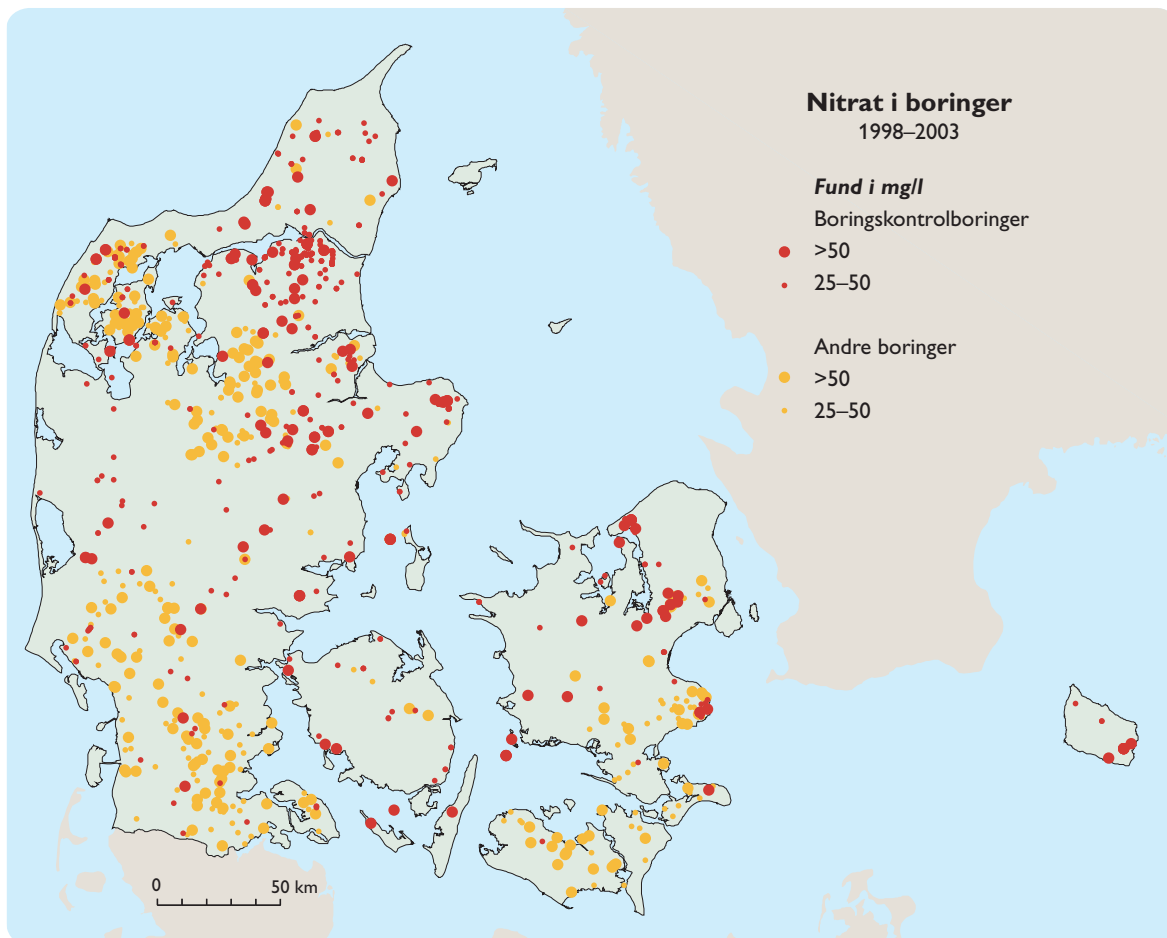 Nitrat i boringer
1998–2003
Fund i mg/l
Boringskontrolboringer
>50
25–50
Andre boringer
>50
25–50
0 50 km